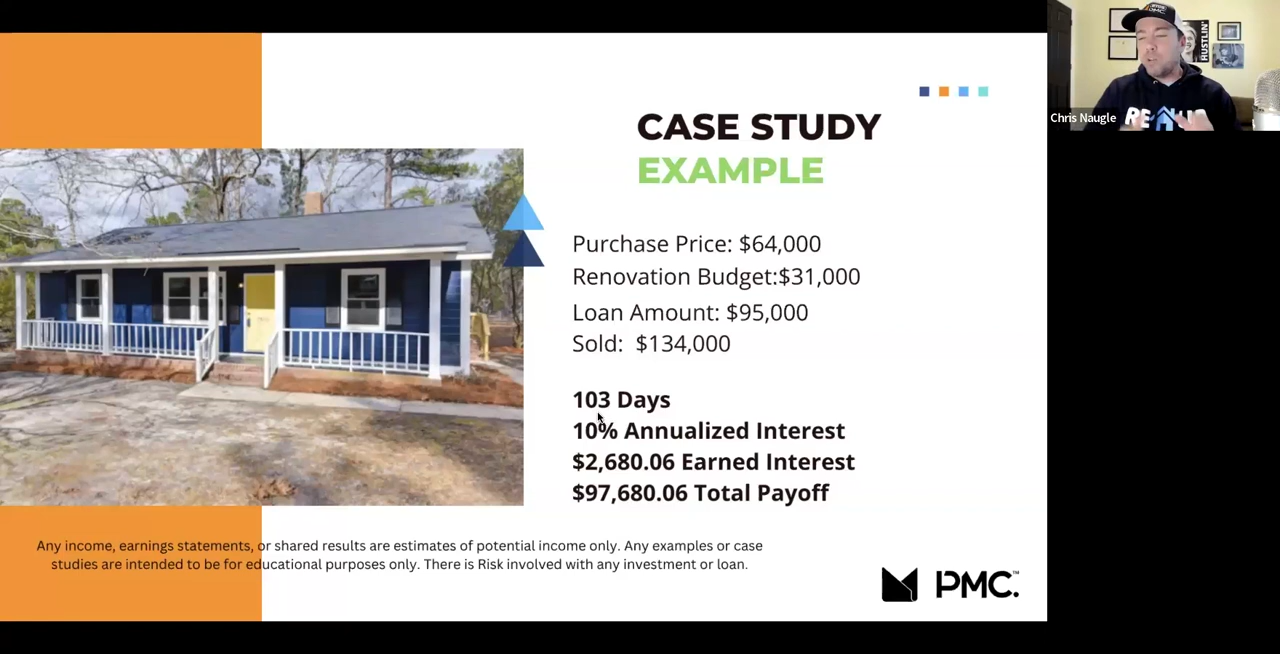 CASE STUDY
EXAMPLE
Purchase Price: $64,000
Renovation Budget:$31,000
Loan Amount: $95,000
Sold: $134,000
103 Days
10% Annualized Interest
$2,680.06 Earned Interest
$97,680.06 Total Payoff
Any income, earnings statements, or shared results are estimates of potential income only. Any examples or case
studies are intended to be for educational purposes only. There is Risk involved with any investment or loan.
PMC.™
Chris Naugle
HUSTLIN'